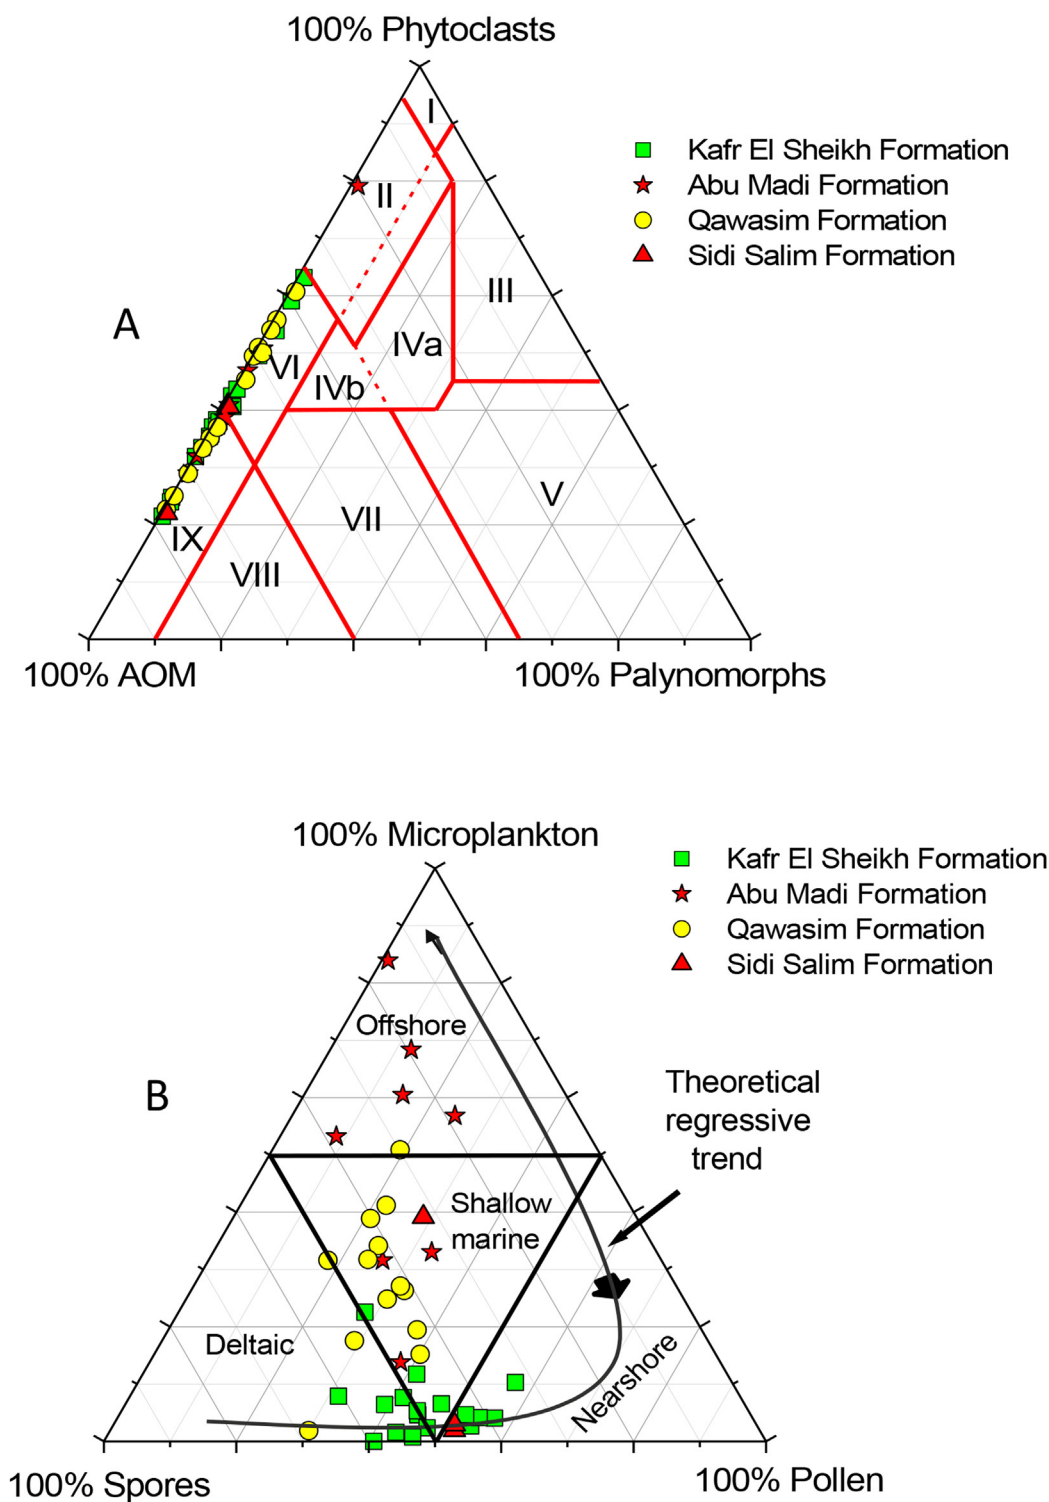 100% Phytoclasts
I
II
III
IVa
VI
IVb
V
VII
IX
VIII
A
100% AOM
100% Palynomorphs
Kafr El Sheikh Formation
Abu Madi Formation
Qawasim Formation
Sidi Salim Formation
100% Microplankton
Kafr El Sheikh Formation
Abu Madi Formation
Qawasim Formation
Sidi Salim Formation
Offshore
B
Theoretical
regressive
trend
Shallow
marine
Deltaic
Nearshore
100% Spores
100% Pollen